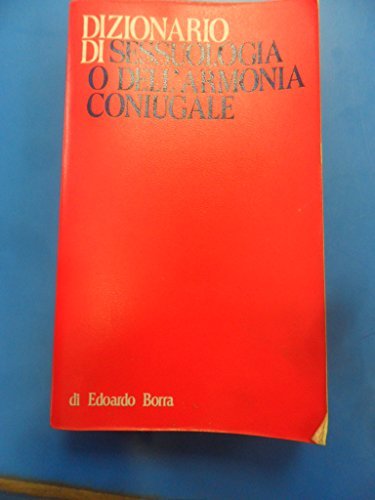 DIZIONARIO
DI SESSUOLOGIA
O DELL'ARMONIA
CONIUGALE
di Edoardo Borra